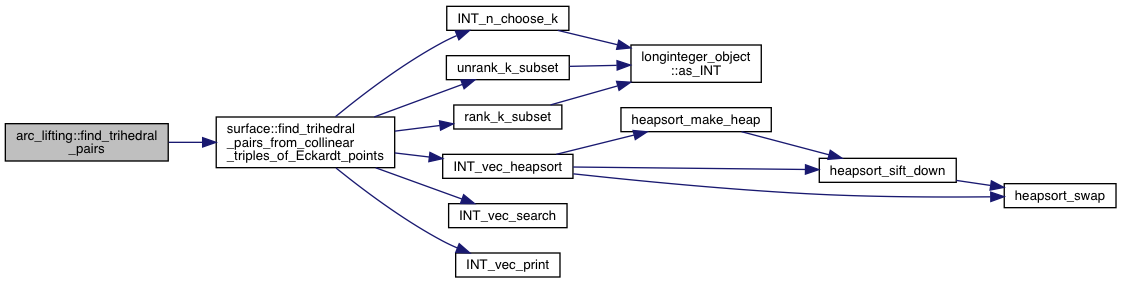 arc_lifting::find_trihedral
_pairs
surface::find_trihedral
_pairs_from_collinear
_triples_of_Eckardt_points
INT_n_choose_k
unrank_k_subset
rank_k_subset
INT_vec_heapsort
INT_vec_search
INT_vec_print
longinteger_object
::as_INT
heapsort_make_heap
heapsort_sift_down
heapsort_swap